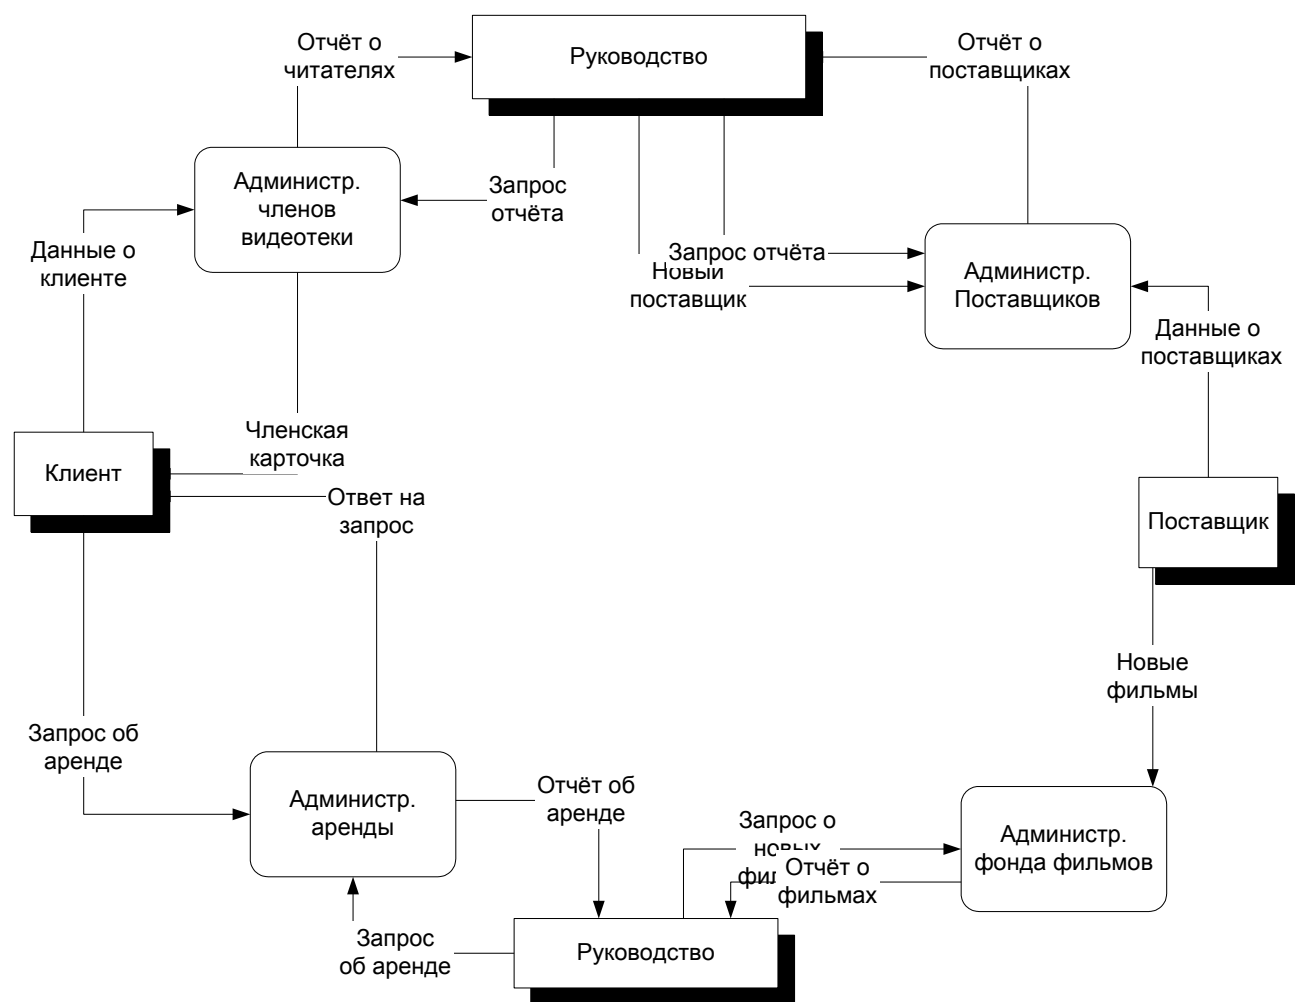 Отчёт о
читателях
Руководство
Отчёт о
поставщиках
Администр.
членов
видеотеки
Запрос
отчёта
Данные о
клиенте
Запрос отчёта
Новый
поставщик
Администр.
Поставщиков
Данные о
поставщиках
Членская
карточка
Клиент
Ответ на
запрос
Поставщик
Новые
фильмы
Запрос об
аренде
Администр.
аренды
Отчёт об
аренде
Запрос о
новых
Отчёт о
фильмах
Администр.
фонда фильмов
Запрос
об аренде
Руководство